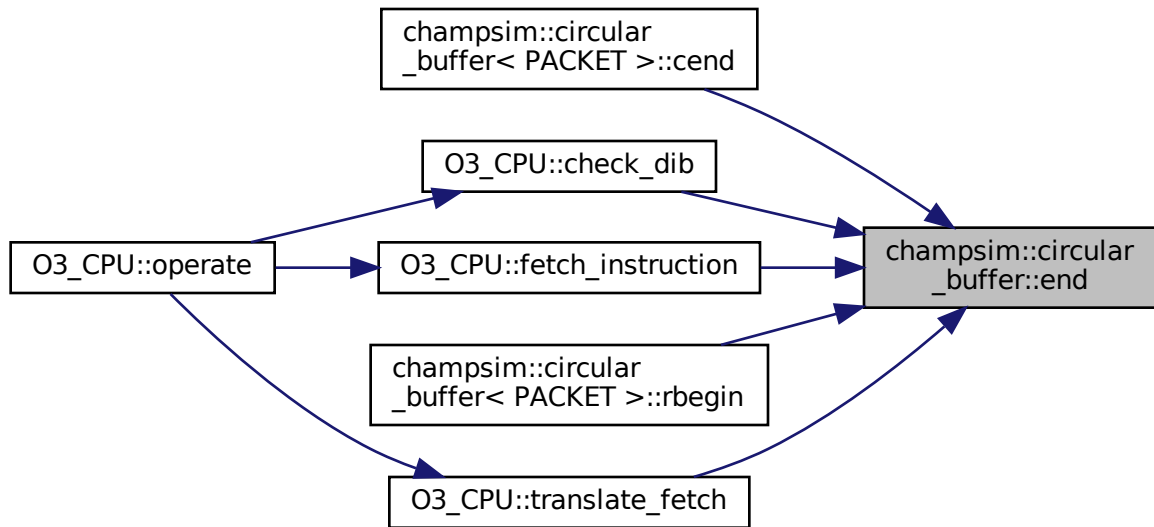 champsim::circular
_buffer< PACKET >::cend
O3_CPU::check_dib
O3_CPU::operate
O3_CPU::fetch_instruction
champsim::circular
_buffer::end
champsim::circular
_buffer< PACKET >::rbegin
O3_CPU::translate_fetch